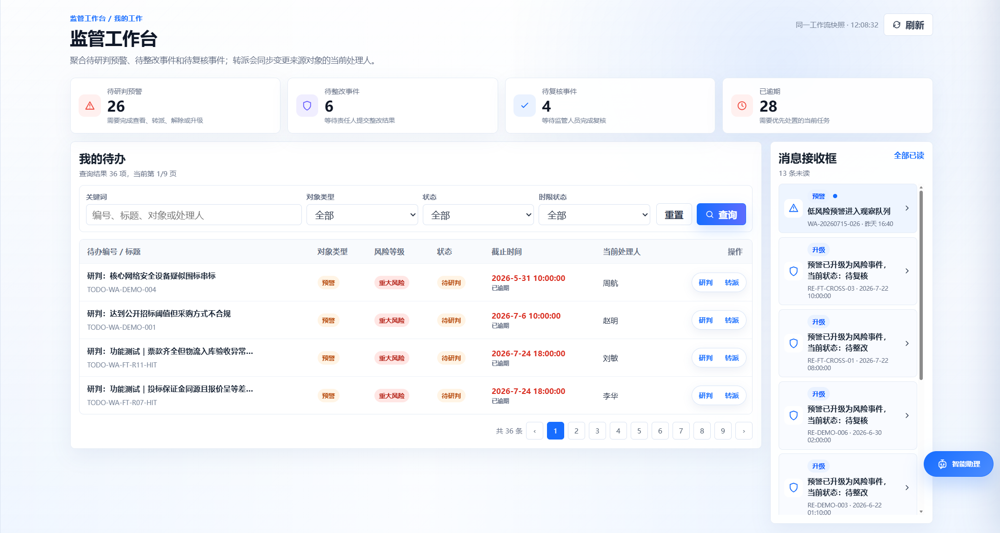 监管工作台 / 我的工作
监管工作台
聚合待研判预警、待整改事件和待复核事件；转派会同步变更来源对象的当前处理人。
同一工作流快照 · 12:08:32
刷新
待研判预警
26
需要完成查看、转派、解除或升级
待整改事件
6
等待责任人提交整改结果
待复核事件
4
等待监管人员完成复核
已逾期
28
需要优先处置的当前任务
我的待办
查询结果 36 项，当前第 1/9 页
关键词 对象类型 状态 时限状态
编号、标题、对象或处理人 全部 全部 全部 重置 查询
待办编号 / 标题 对象类型 风险等级 状态 截止时间 当前处理人 操作
研判：核心网络安全设备疑似围标串标
TODO-WA-DEMO-004
预警 重大风险 待研判
2026-5-31 10:00:00
已逾期
周航 研判 转派
研判：达到公开招标阈值但采购方式不合规
TODO-WA-DEMO-001
预警 重大风险 待研判
2026-7-6 10:00:00
已逾期
赵明 研判 转派
研判：功能测试 | 票款齐全但物流入库验收异常...
TODO-WA-FT-R11-HIT
预警 重大风险 待研判
2026-7-24 18:00:00
已逾期
刘敏 研判 转派
研判：功能测试 | 投标保证金同源且报价呈等差...
TODO-WA-FT-R07-HIT
预警 重大风险 待研判
2026-7-24 18:00:00
已逾期
李华 研判 转派
共 36 条 ‹ 1 2 3 4 5 6 7 8 9 ›
消息接收框
全部已读
13 条未读
预警
低风险预警进入观察队列
WA-20260715-026 · 昨天 16:40
升级
预警已升级为风险事件，
当前状态：待复核
RE-FT-CROSS-03 · 2026-7-22
10:00:00
升级
预警已升级为风险事件，
当前状态：待整改
RE-FT-CROSS-01 · 2026-7-22
08:00:00
升级
预警已升级为风险事件，
当前状态：待复核
RE-DEMO-006 · 2026-6-30
02:00:00
升级
预警已升级为风险事件，
当前状态：待整改
RE-DEMO-003 · 2026-6-22
01:10:00
智能助理